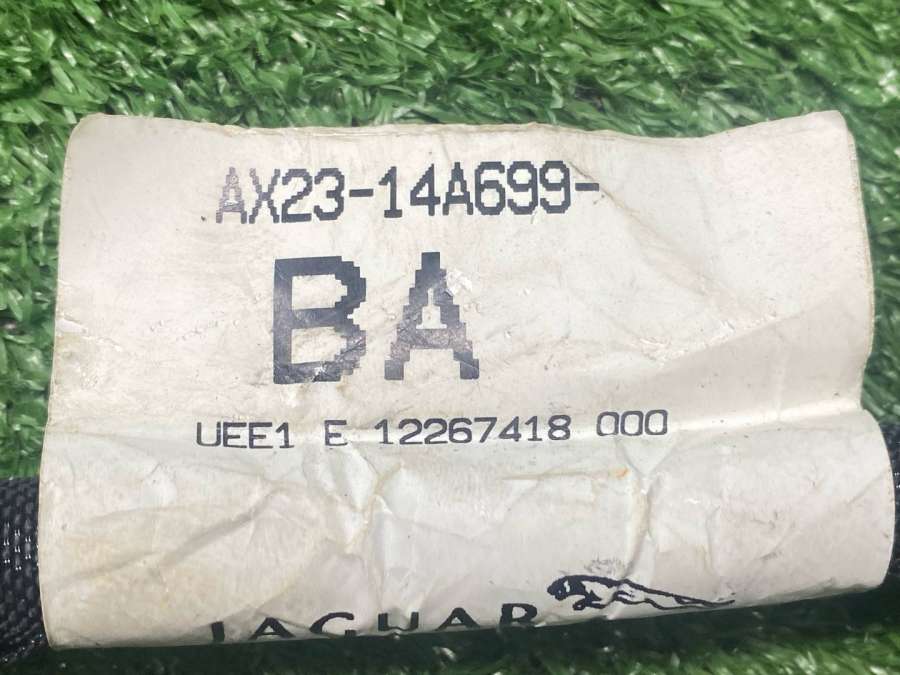 AX23-14A699-
BA
UEE1 E 12267418 000
JAGUAR